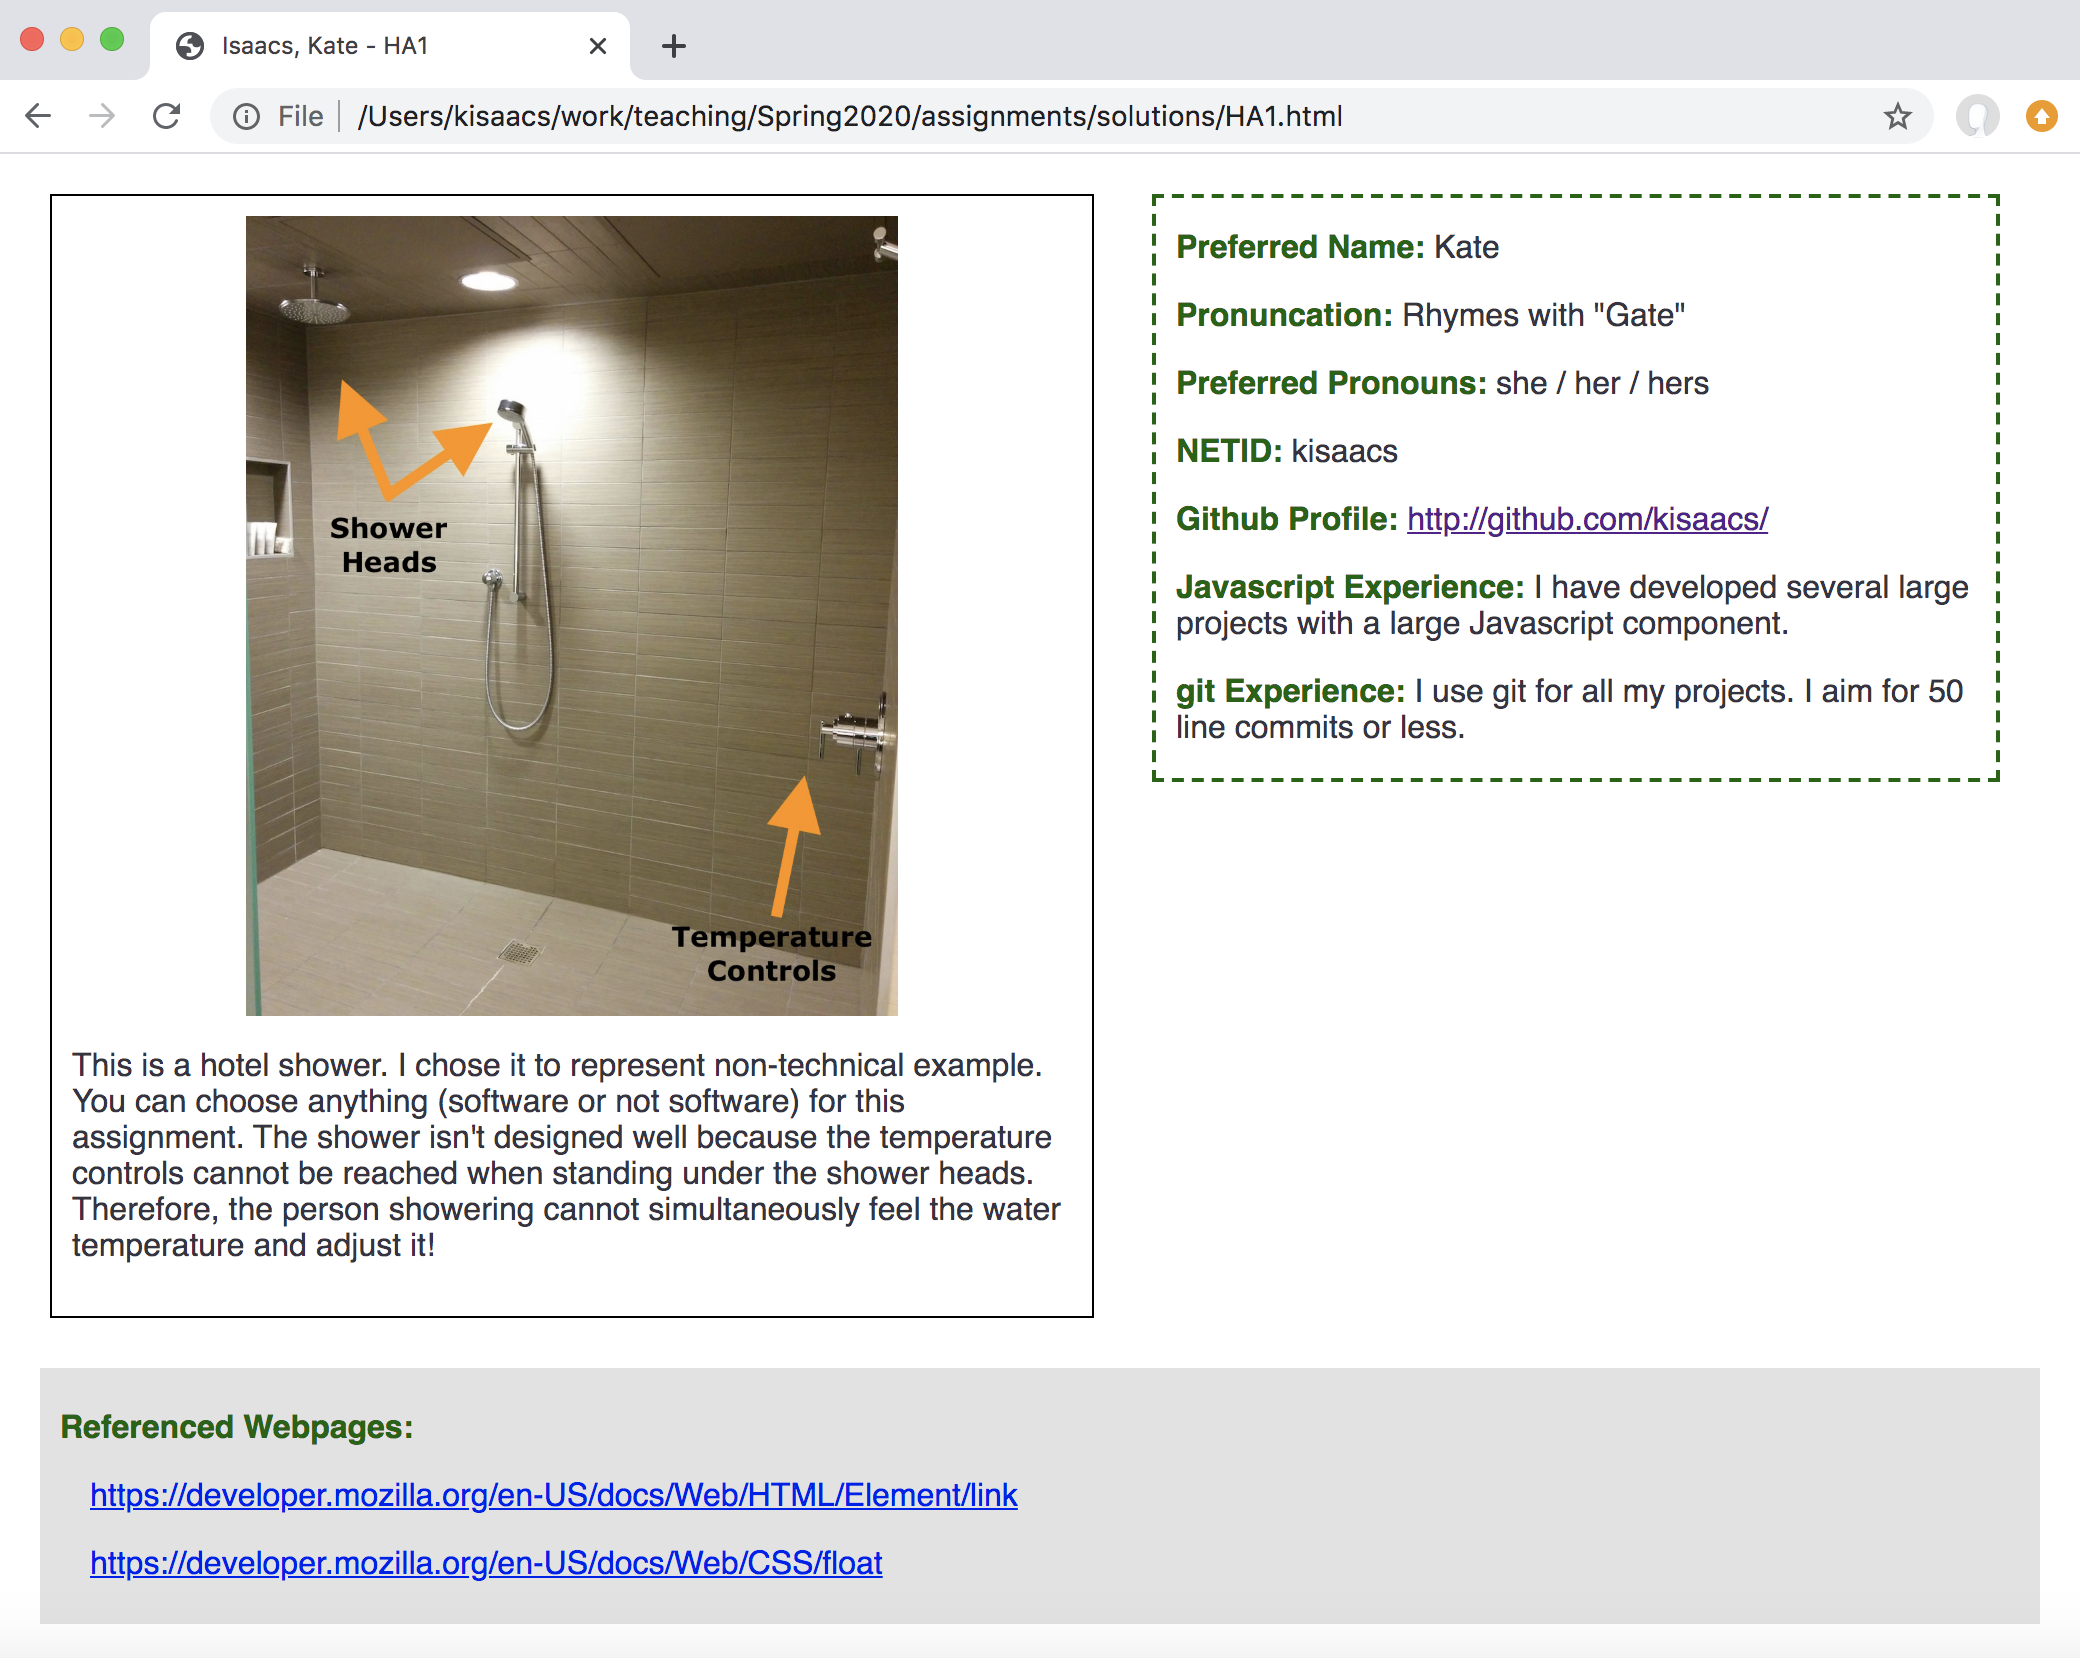 Isaacs, Kate - HA1
File /Users/kisaacs/work/teaching/Spring2020/assignments/solutions/HA1.html
Shower
Heads
Temperature
Controls
This is a hotel shower. I chose it to represent non-technical example.
You can choose anything (software or not software) for this
assignment. The shower isn't designed well because the temperature
controls cannot be reached when standing under the shower heads.
Therefore, the person showering cannot simultaneously feel the water
temperature and adjust it!
Preferred Name: Kate
Pronuncation: Rhymes with "Gate"
Preferred Pronouns: she / her / hers
NETID: kisaacs
Github Profile: http://github.com/kisaacs/
Javascript Experience: I have developed several large
projects with a large Javascript component.
git Experience: I use git for all my projects. I aim for 50
line commits or less.
Referenced Webpages:
https://developer.mozilla.org/en-US/docs/Web/HTML/Element/link
https://developer.mozilla.org/en-US/docs/Web/CSS/float